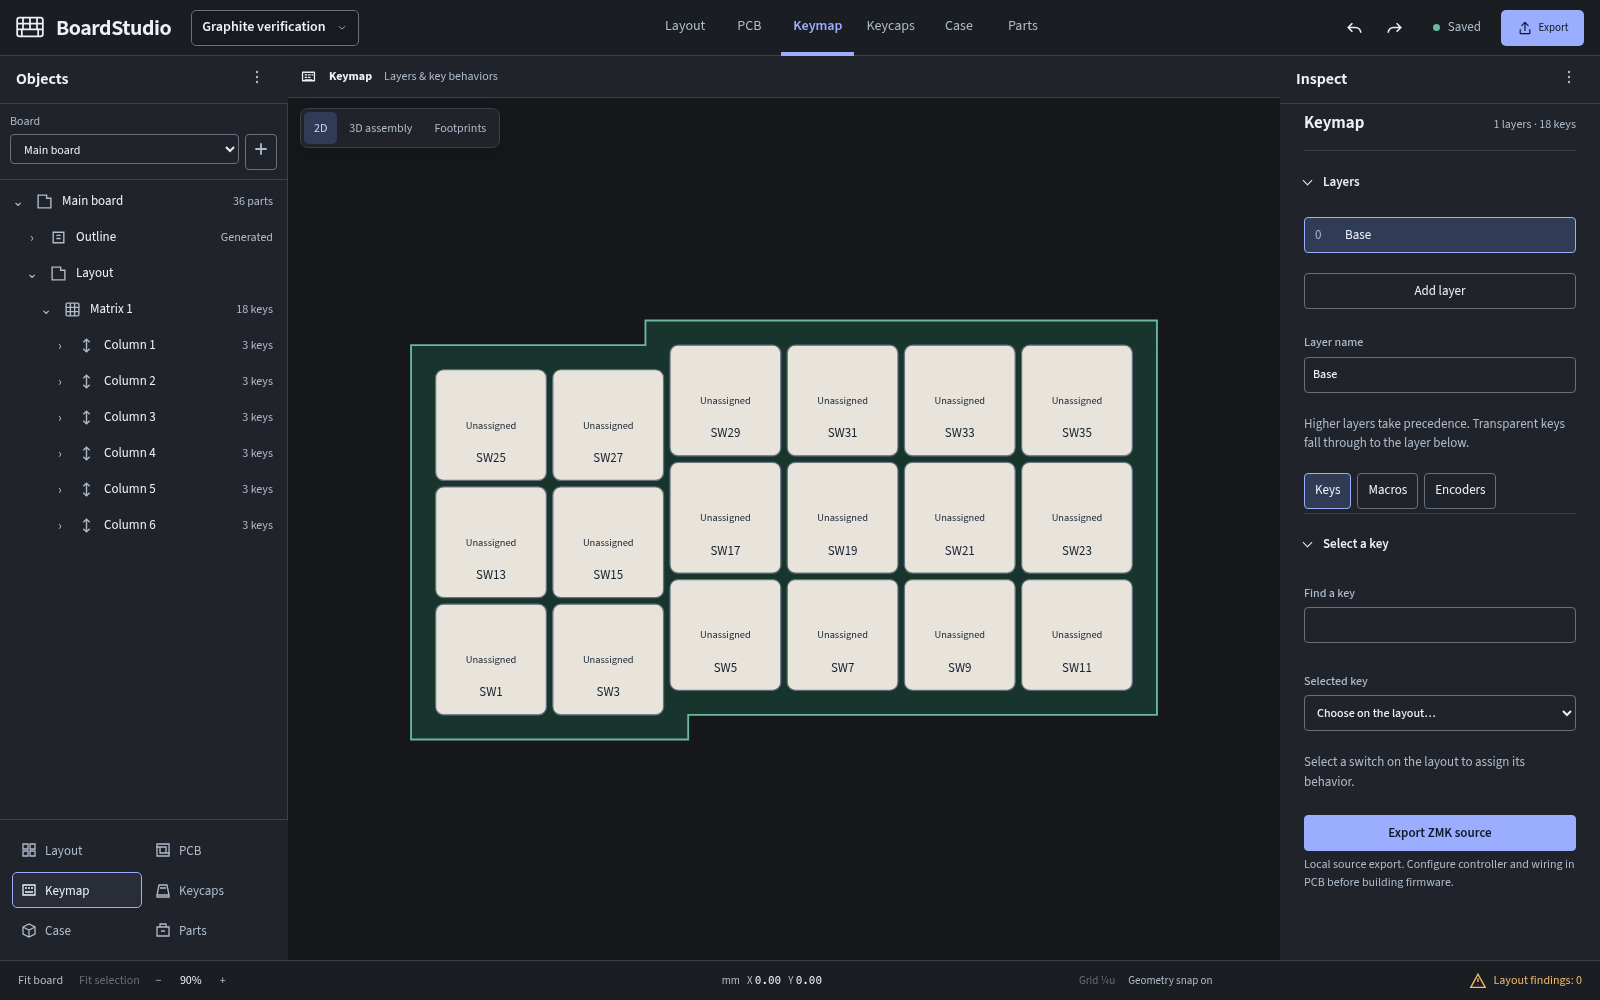 BoardStudio
Graphite verification
Layout
PCB
Keymap
Keycaps
Case
Parts
Saved
Export
Objects
Board
Main board
Main board 36 parts
Outline Generated
Layout
Matrix 1 18 keys
Column 1 3 keys
Column 2 3 keys
Column 3 3 keys
Column 4 3 keys
Column 5 3 keys
Column 6 3 keys
Layout
PCB
Keymap
Keycaps
Case
Parts
Keymap Layers & key behaviors
2D
3D assembly
Footprints
Unassigned
SW25
Unassigned
SW27
Unassigned
SW29
Unassigned
SW31
Unassigned
SW33
Unassigned
SW35
Unassigned
SW13
Unassigned
SW15
Unassigned
SW17
Unassigned
SW19
Unassigned
SW21
Unassigned
SW23
Unassigned
SW1
Unassigned
SW3
Unassigned
SW5
Unassigned
SW7
Unassigned
SW9
Unassigned
SW11
Inspect
Keymap 1 layers · 18 keys
Layers
0 Base
Add layer
Layer name
Base
Higher layers take precedence. Transparent keys
fall through to the layer below.
Keys
Macros
Encoders
Select a key
Find a key
Selected key
Choose on the layout…
Select a switch on the layout to assign its
behavior.
Export ZMK source
Local source export. Configure controller and wiring in
PCB before building firmware.
Fit board
Fit selection
− 90% +
mm X 0.00 Y 0.00
Grid ¼u
Geometry snap on
Layout findings: 0